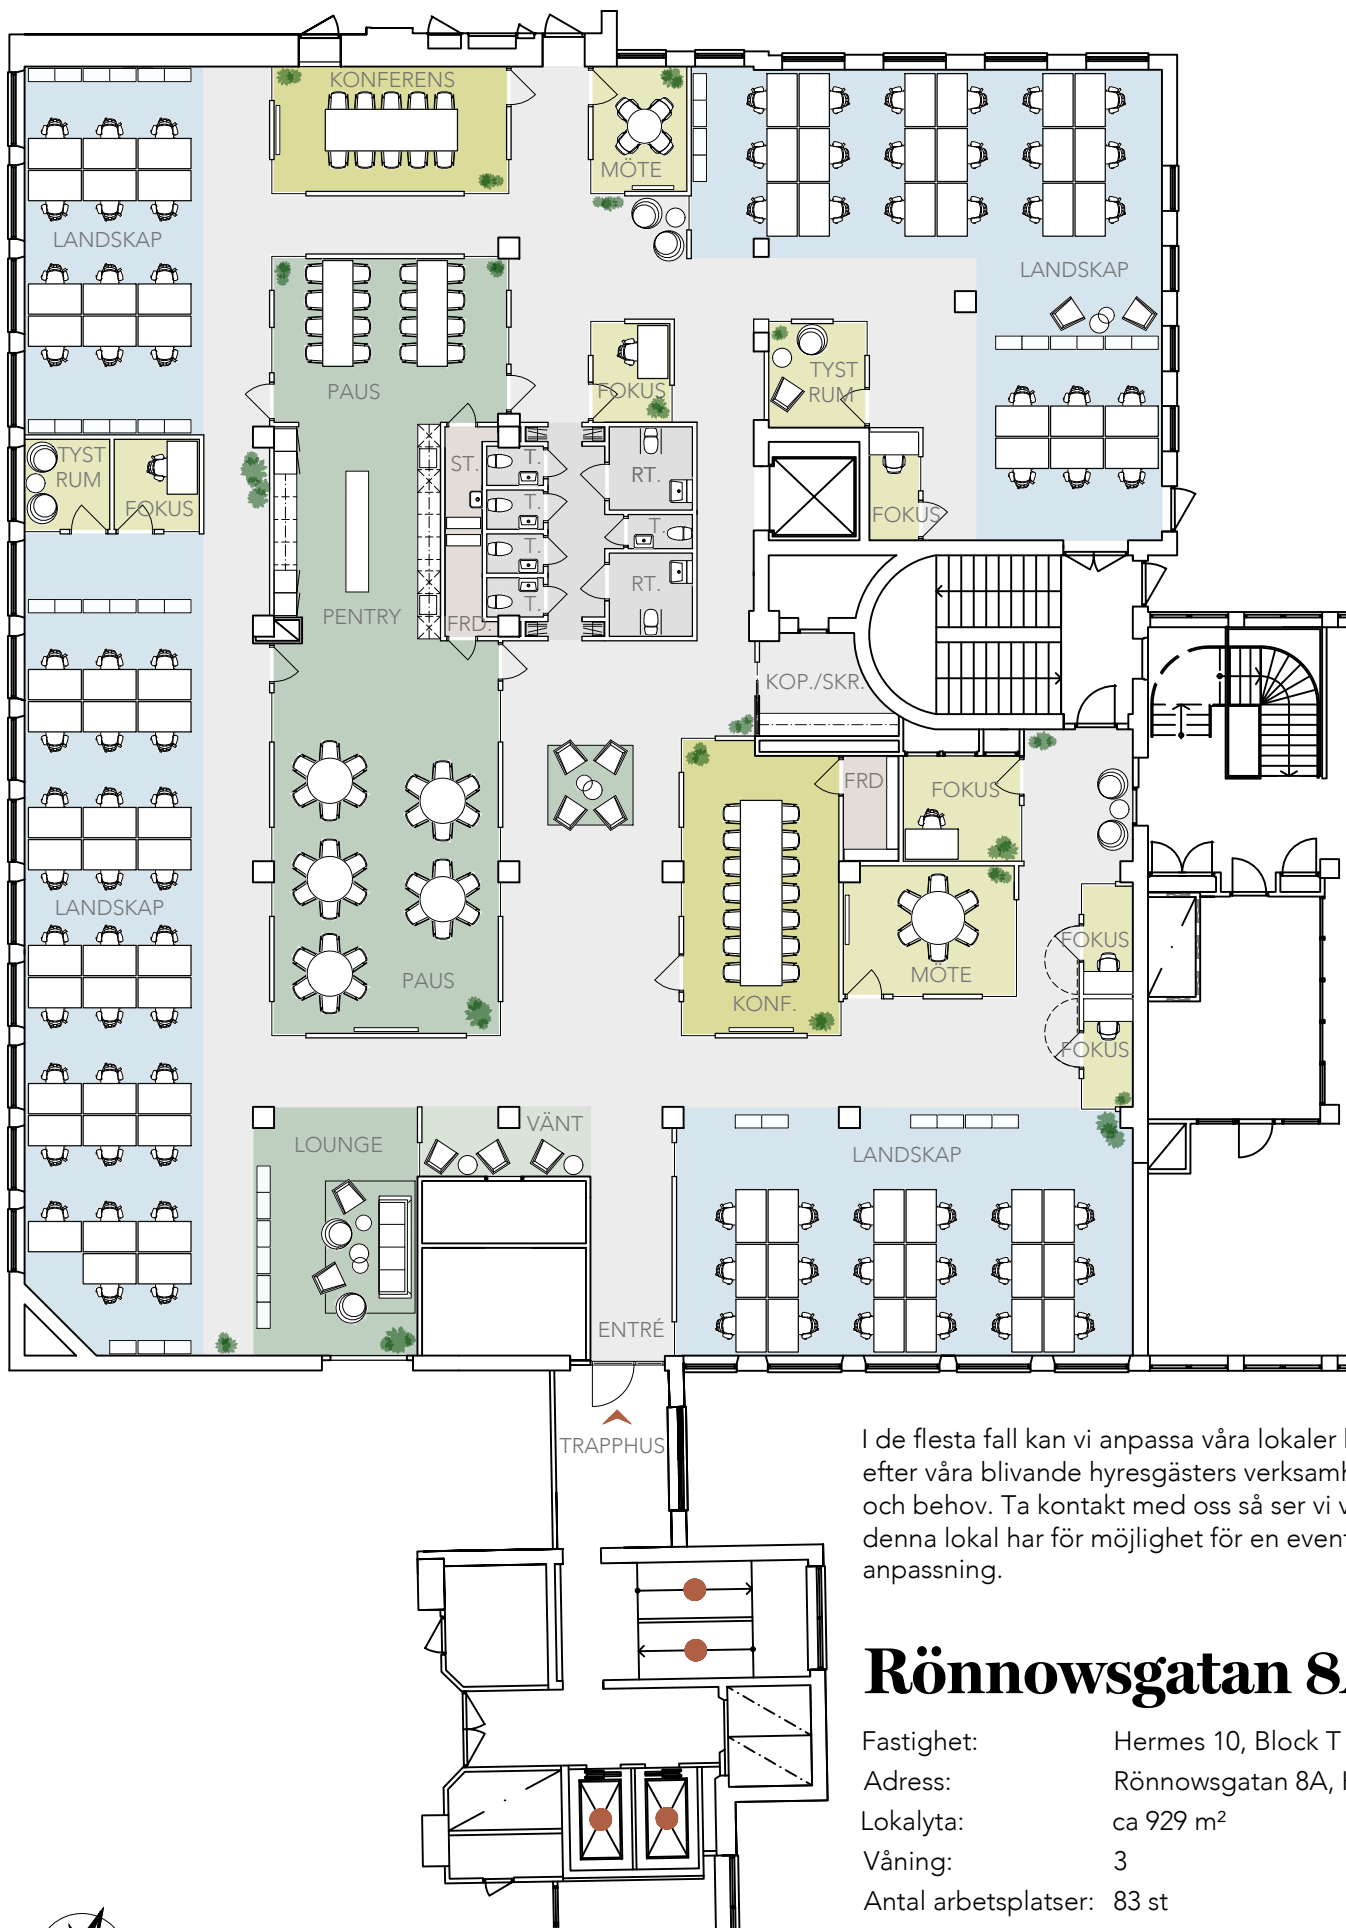 KONFERENS
MÖTE
LANDSKAP
LANDSKAP
PAUS
FOKUS
TYST
RUM
TYST
RUM
FOKUS
ST.
T.
RT.
T.
T.
T.
RT.
T.
FOKUS
PENTRY
FRD.
KOP./SKR.
FRD
FOKUS
LANDSKAP
PAUS
KONF.
MÖTE
FOKUS
FOKUS
LOUNGE
VÄNT
LANDSKAP
ENTRÉ
TRAPPHUS
I de flesta fall kan vi anpassa våra lokaler
efter våra blivande hyresgästers
och behov. Ta kontakt med oss så ser vi
denna lokal har för möjlighet för en
anpassning.
Rönnowsgatan
Fastighet: Hermes 10, Block T
Adress: Rönnowsgatan 8A,
Lokalyta: ca 929 m²
Våning: 3
Antal arbetsplatser: 83 st